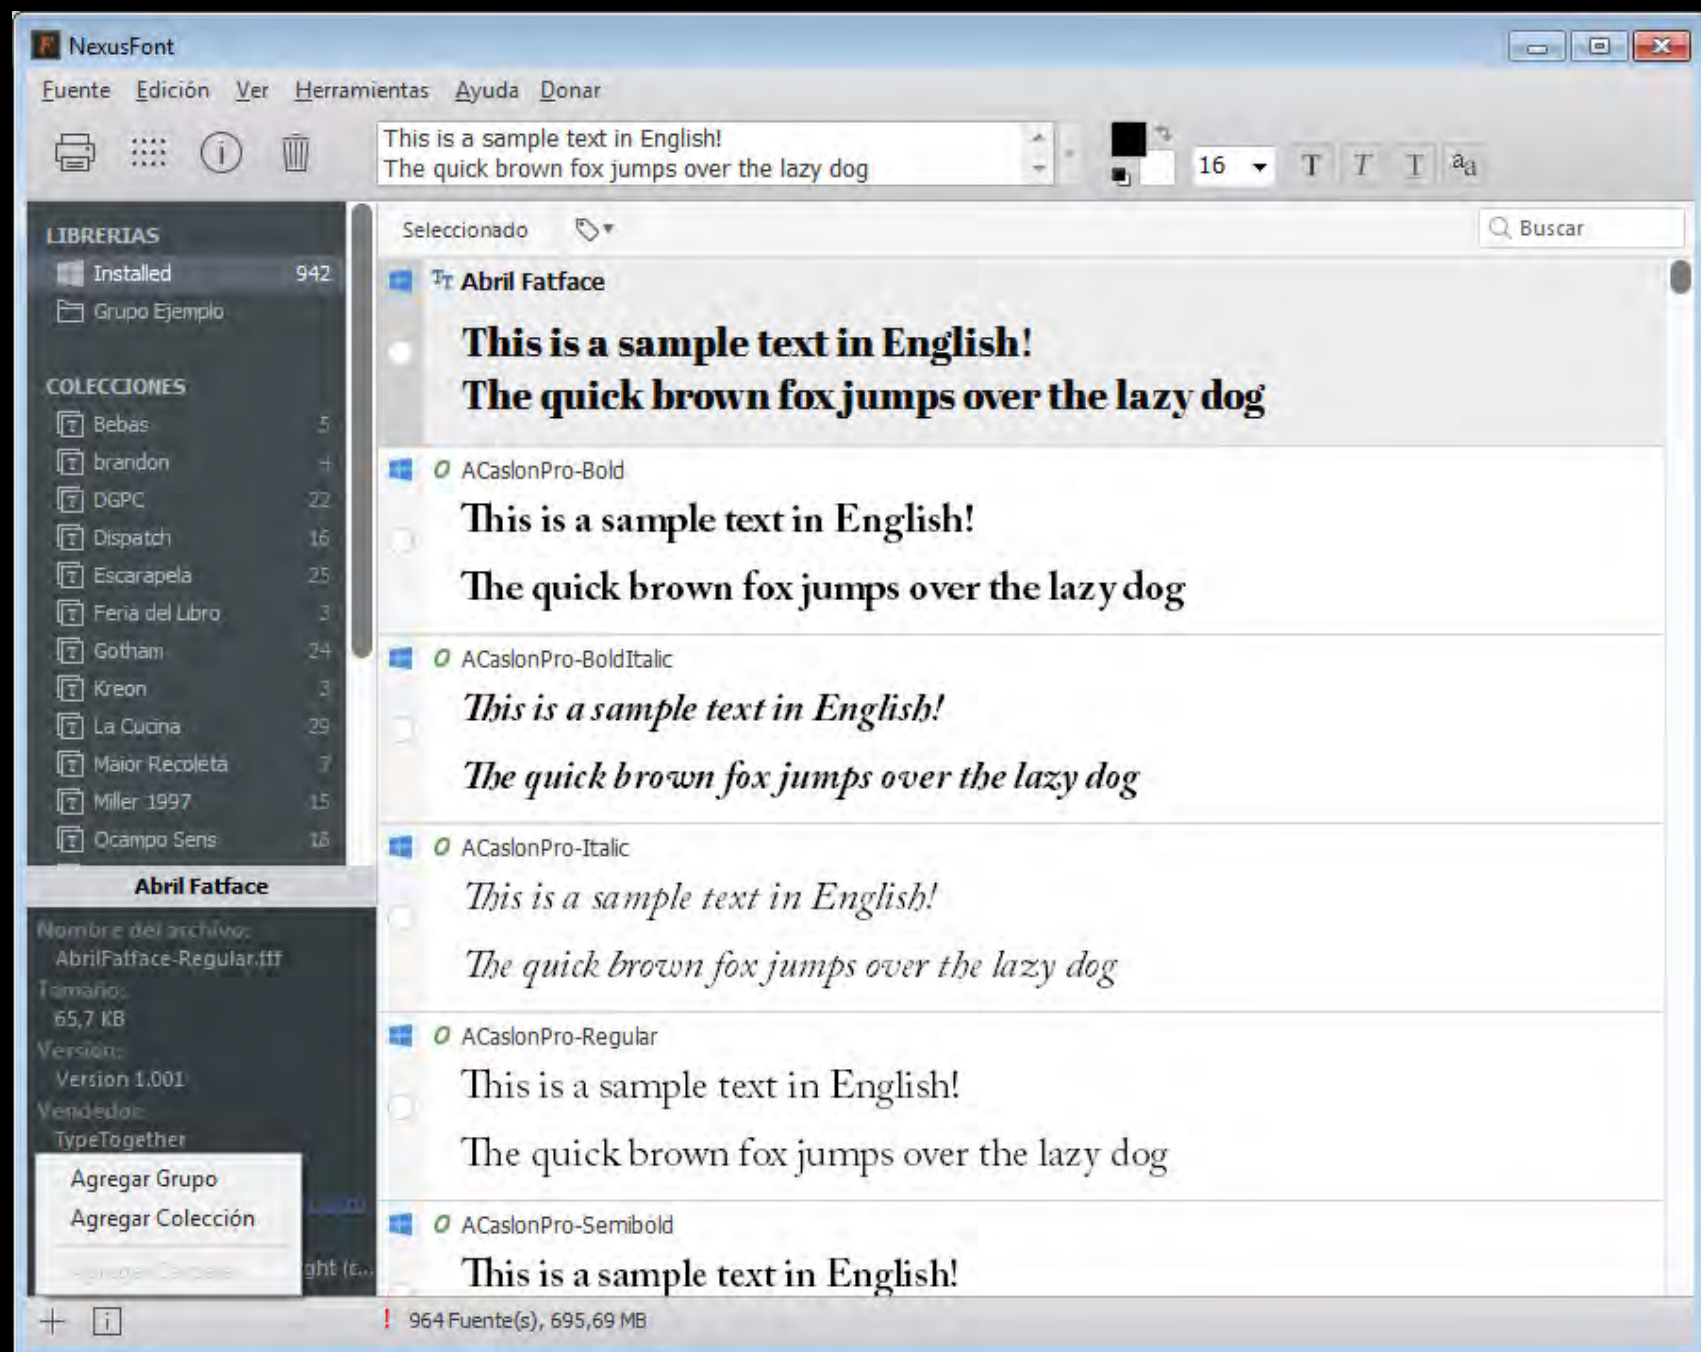 NexusFont
Fuente Edición Ver Herramientas Ayuda Donar
This is a sample text in English!
The quick brown fox jumps over the lazy dog
16 T T T aa
LIBRERIAS
Installed 942
Grupo Ejemplo
COLECCIONES
Bebas 5
brandon 4
DGPC 22
Dispatch 16
Escarapela 25
Feria del Libro 3
Gotham 24
Kreon 3
La Cucina 29
Maior Recoleta 7
Miller 1997 15
Ocampo Sens 16
Abril Fatface
Nombre del archivo:
AbrilFatface-Regular.ttf
Tamaño:
65,7 KB
Versión:
Version 1.001
Vendedor:
TypeTogether
Agregar Grupo
Agregar Colección
ght (c...
Seleccionado
Buscar
Abril Fatface
This is a sample text in English!
The quick brown fox jumps over the lazy dog
ACaslonPro-Bold
This is a sample text in English!
The quick brown fox jumps over the lazy dog
ACaslonPro-BoldItalic
This is a sample text in English!
The quick brown fox jumps over the lazy dog
ACaslonPro-Italic
This is a sample text in English!
The quick brown fox jumps over the lazy dog
ACaslonPro-Regular
This is a sample text in English!
The quick brown fox jumps over the lazy dog
ACaslonPro-Semibold
This is a sample text in English!
! 964 Fuente(s), 695,69 MB